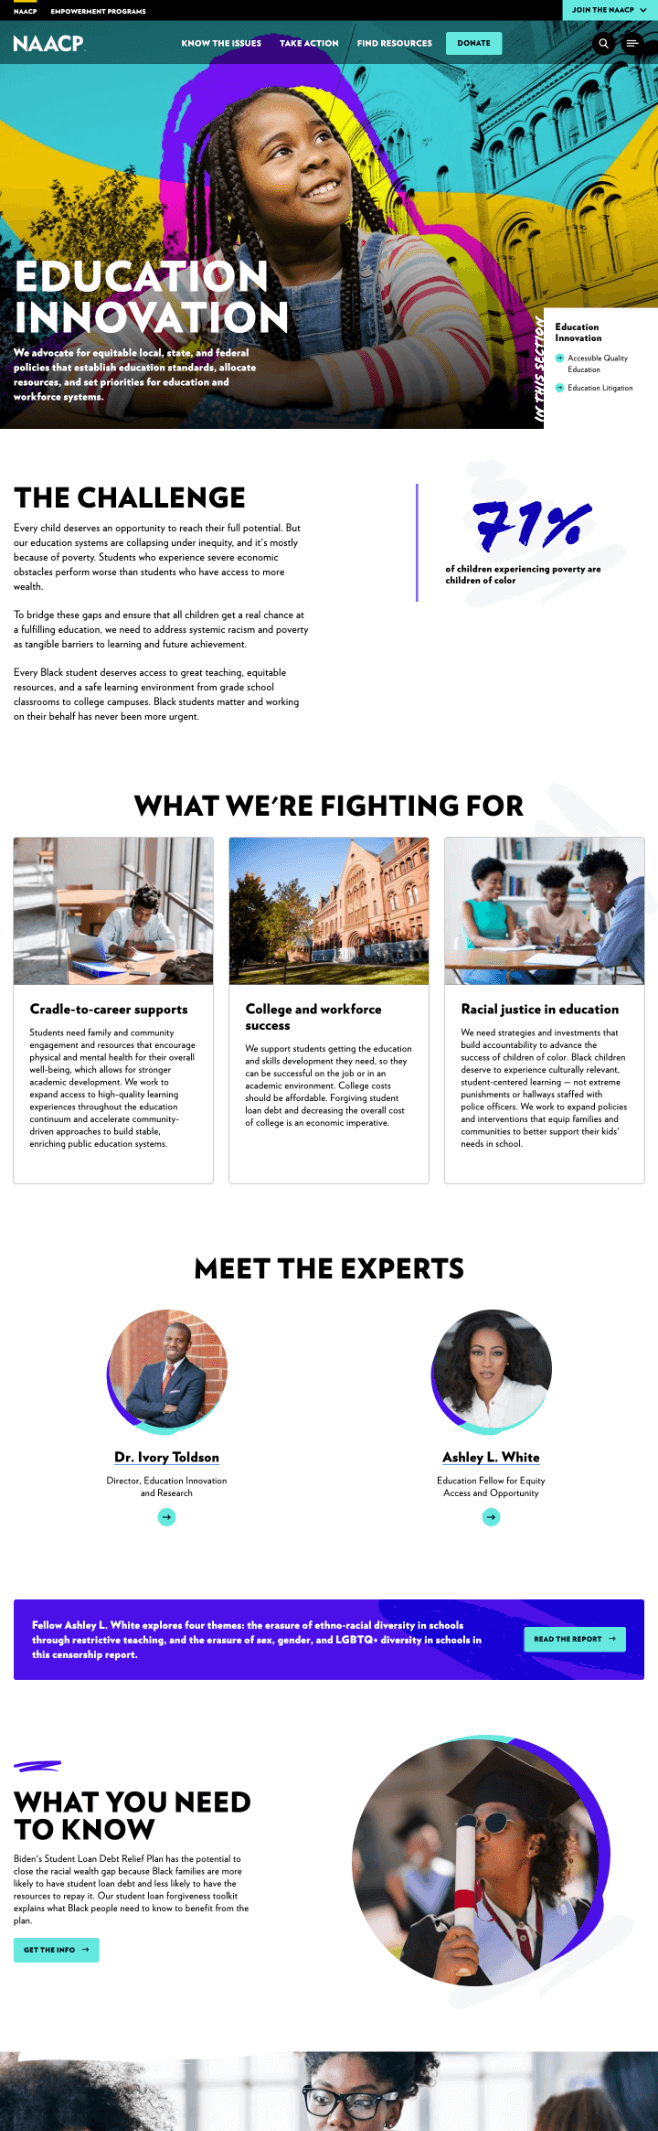 NAACP EMPOWERMENT PROGRAMS
JOIN THE NAACP
NAACP
KNOW THE ISSUES TAKE ACTION FIND RESOURCES DONATE
EDUCATION
INNOVATION
We advocate for equitable local, state, and federal
policies that establish education standards, allocate
resources, and set priorities for education and
workforce systems.
IN THIS SECTION
Education
Innovation
Accessible Quality
Education
Education Litigation
THE CHALLENGE
Every child deserves an opportunity to reach their full potential. But
our education systems are collapsing under inequity, and it's mostly
because of poverty. Students who experience severe economic
obstacles perform worse than students who have access to more
wealth.
To bridge these gaps and ensure that all children get a real chance at
a fulfilling education, we need to address systemic racism and poverty
as tangible barriers to learning and future achievement.
Every Black student deserves access to great teaching, equitable
resources, and a safe learning environment from grade school
classrooms to college campuses. Black students matter and working
on their behalf has never been more urgent.
71%
of children experiencing poverty are
children of color
WHAT WE'RE FIGHTING FOR
Cradle-to-career supports
Students need family and community
engagement and resources that encourage
physical and mental health for their overall
well-being, which allows for stronger
academic development. We work to
expand access to high-quality learning
experiences throughout the education
continuum and accelerate community-
driven approaches to build stable,
enriching public education systems.
College and workforce
success
We support students getting the education
and skills development they need, so they
can be successful on the job or in an
academic environment. College costs
should be affordable. Forgiving student
loan debt and decreasing the overall cost
of college is an economic imperative.
Racial justice in education
We need strategies and investments that
build accountability to advance the
success of children of color. Black children
deserve to experience culturally relevant,
student-centered learning — not extreme
punishments or hallways staffed with
police officers. We work to expand policies
and interventions that equip families and
communities to better support their kids'
needs in school.
MEET THE EXPERTS
Dr. Ivory Toldson
Director, Education Innovation
and Research
Ashley L. White
Education Fellow for Equity
Access and Opportunity
Fellow Ashley L. White explores four themes: the erasure of ethno-racial diversity in schools
through restrictive teaching, and the erasure of sex, gender, and LGBTQ+ diversity in schools in
this censorship report.
READ THE REPORT
WHAT YOU NEED
TO KNOW
Biden's Student Loan Debt Relief Plan has the potential to
close the racial wealth gap because Black families are more
likely to have student loan debt and less likely to have the
resources to repay it. Our student loan forgiveness toolkit
explains what Black people need to know to benefit from the
plan.
GET THE INFO